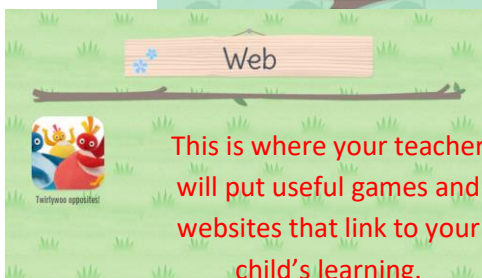 Web
Twirlywoo opposites!
This is where your teacher
will put useful games and
websites that link to your
child's learning.